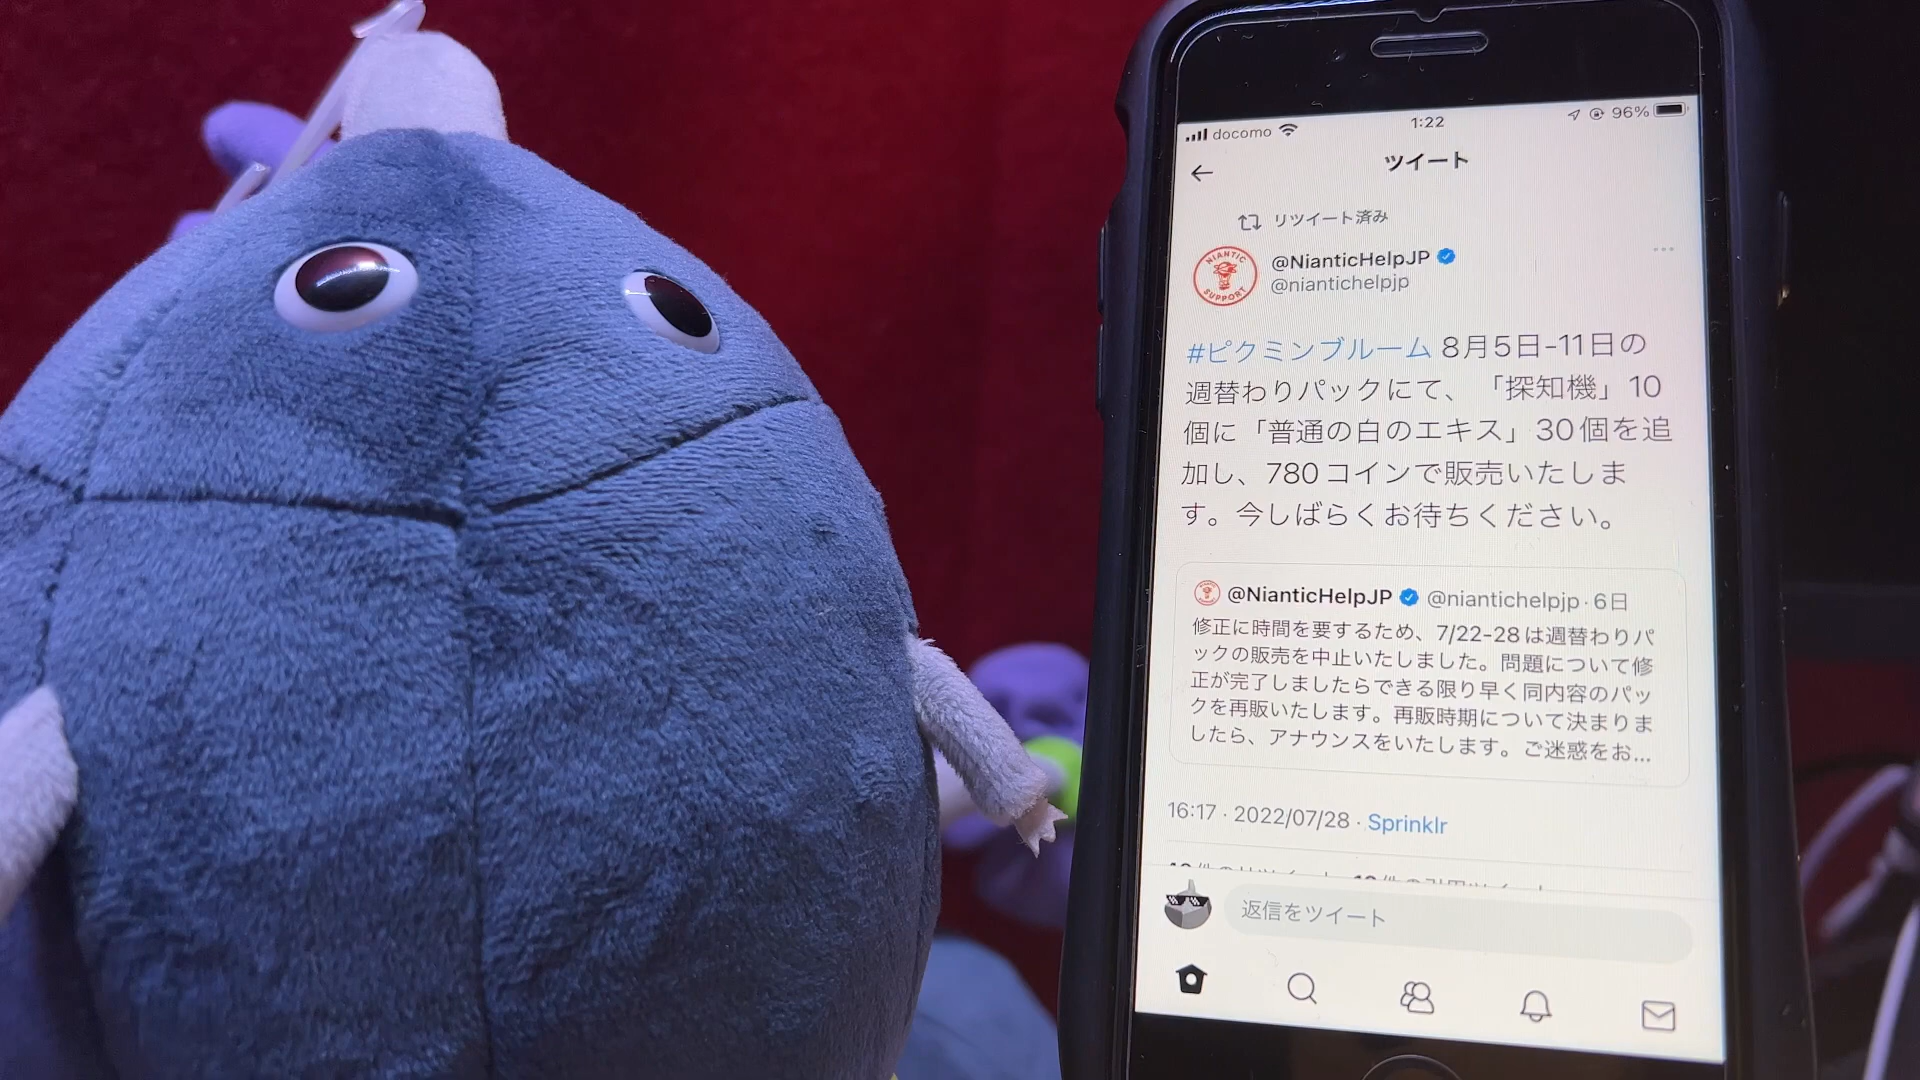 docomo 1:22 96%
ツイート
リツイート済み
NIANTIC SUPPORT
@NianticHelpJP
@niantichelpjp
#ピクミンブルーム 8月5日-11日の
週替わりパックにて、「探知機」10
個に「普通の白のエキス」30個を追
加し、780コインで販売いたしま
す。今しばらくお待ちください。
@NianticHelpJP @niantichelpjp · 6日
修正に時間を要するため、7/22-28は週替わりパ
ックの販売を中止いたしました。問題について修
正が完了しましたらできる限り早く同内容のパッ
クを再販いたします。再販時期について決まりま
したら、アナウンスをいたします。ご迷惑をお...
16:17 · 2022/07/28 · Sprinklr
返信をツイート